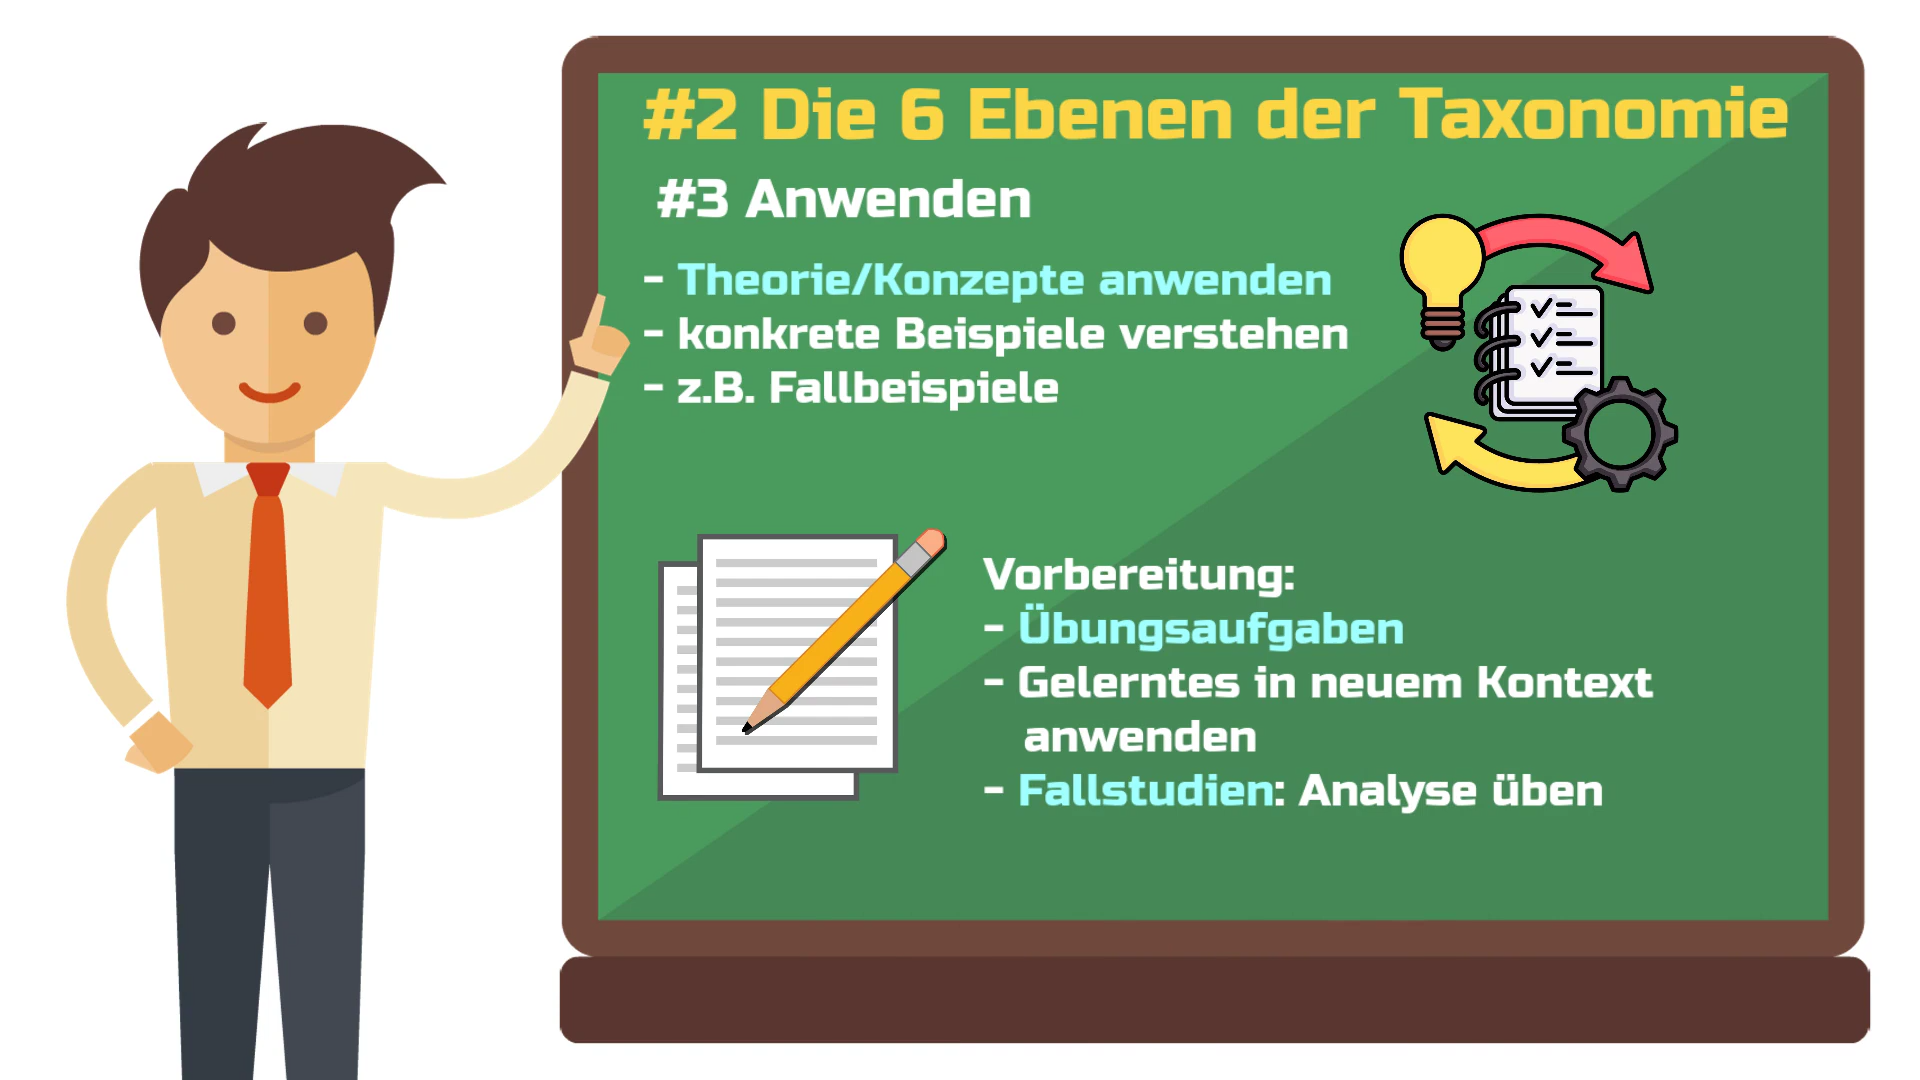 #2 Die 6 Ebenen der Taxonomie
#3 Anwenden
- Theorie/Konzepte anwenden
- konkrete Beispiele verstehen
- z.B. Fallbeispiele
Vorbereitung:
- Übungsaufgaben
- Gelerntes in neuem Kontext
anwenden
- Fallstudien: Analyse üben